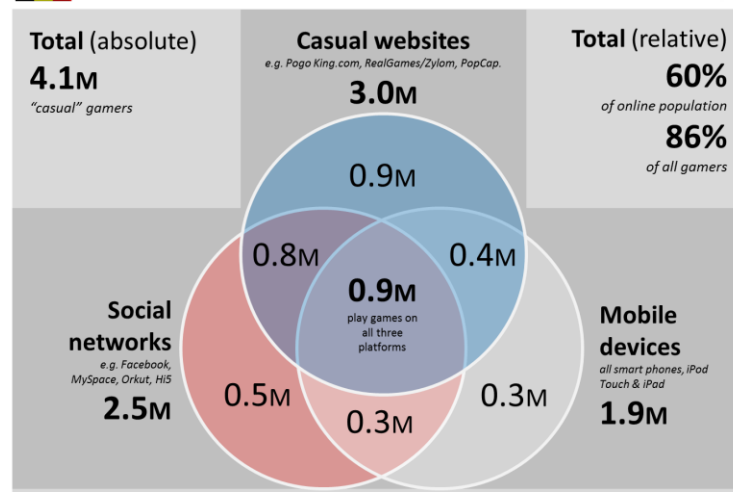 Total (absolute)
4.1M
"casual" gamers
Casual websites
e.g. Pogo King.com, RealGames/Zylom, PopCap.
3.0M
Total (relative)
60%
of online population
86%
of all gamers
0.9M
0.8M
0.4M
0.9M
play games on
all three
platforms
Social
networks
e.g. Facebook,
MySpace, Orkut, Hi5
2.5M
Mobile
devices
all smart phones, iPod
Touch & iPad
1.9M
0.5M
0.3M
0.3M